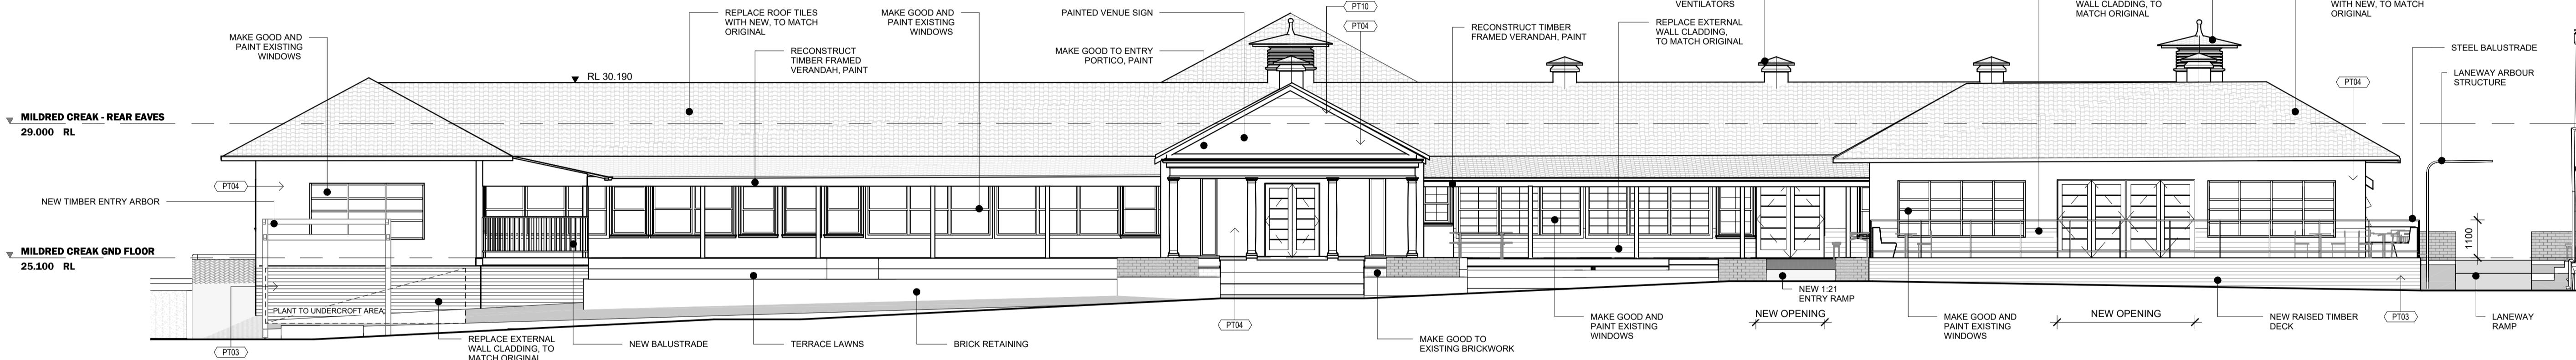 REPLACE ROOF TILES
WITH NEW, TO MATCH
ORIGINAL
MAKE GOOD AND
PAINT EXISTING
WINDOWS
PAINTED VENUE SIGN
PT10
PT04
VENTILATORS
WALL CLADDING, TO
MATCH ORIGINAL
WITH NEW, TO MATCH
ORIGINAL
MAKE GOOD AND
PAINT EXISTING
WINDOWS
RECONSTRUCT
TIMBER FRAMED
VERANDAH, PAINT
MAKE GOOD TO ENTRY
PORTICO, PAINT
RECONSTRUCT TIMBER
FRAMED VERANDAH, PAINT
REPLACE EXTERNAL
WALL CLADDING,
TO MATCH ORIGINAL
STEEL BALUSTRADE
LANEWAY ARBOUR
STRUCTURE
RL 30.190
PT04
MILDRED CREAK - REAR EAVES
29.000 RL
PT04
NEW TIMBER ENTRY ARBOR
MILDRED CREAK GND FLOOR
25.100 RL
1100
PLANT TO UNDERCROFT AREA
PT03
REPLACE EXTERNAL
WALL CLADDING, TO
MATCH ORIGINAL
NEW BALUSTRADE
TERRACE LAWNS
BRICK RETAINING
PT04
MAKE GOOD TO
EXISTING BRICKWORK
MAKE GOOD AND
PAINT EXISTING
WINDOWS
NEW 1:21
ENTRY RAMP
NEW OPENING
MAKE GOOD AND
PAINT EXISTING
WINDOWS
NEW OPENING
NEW RAISED TIMBER
DECK
PT03
LANEWAY
RAMP